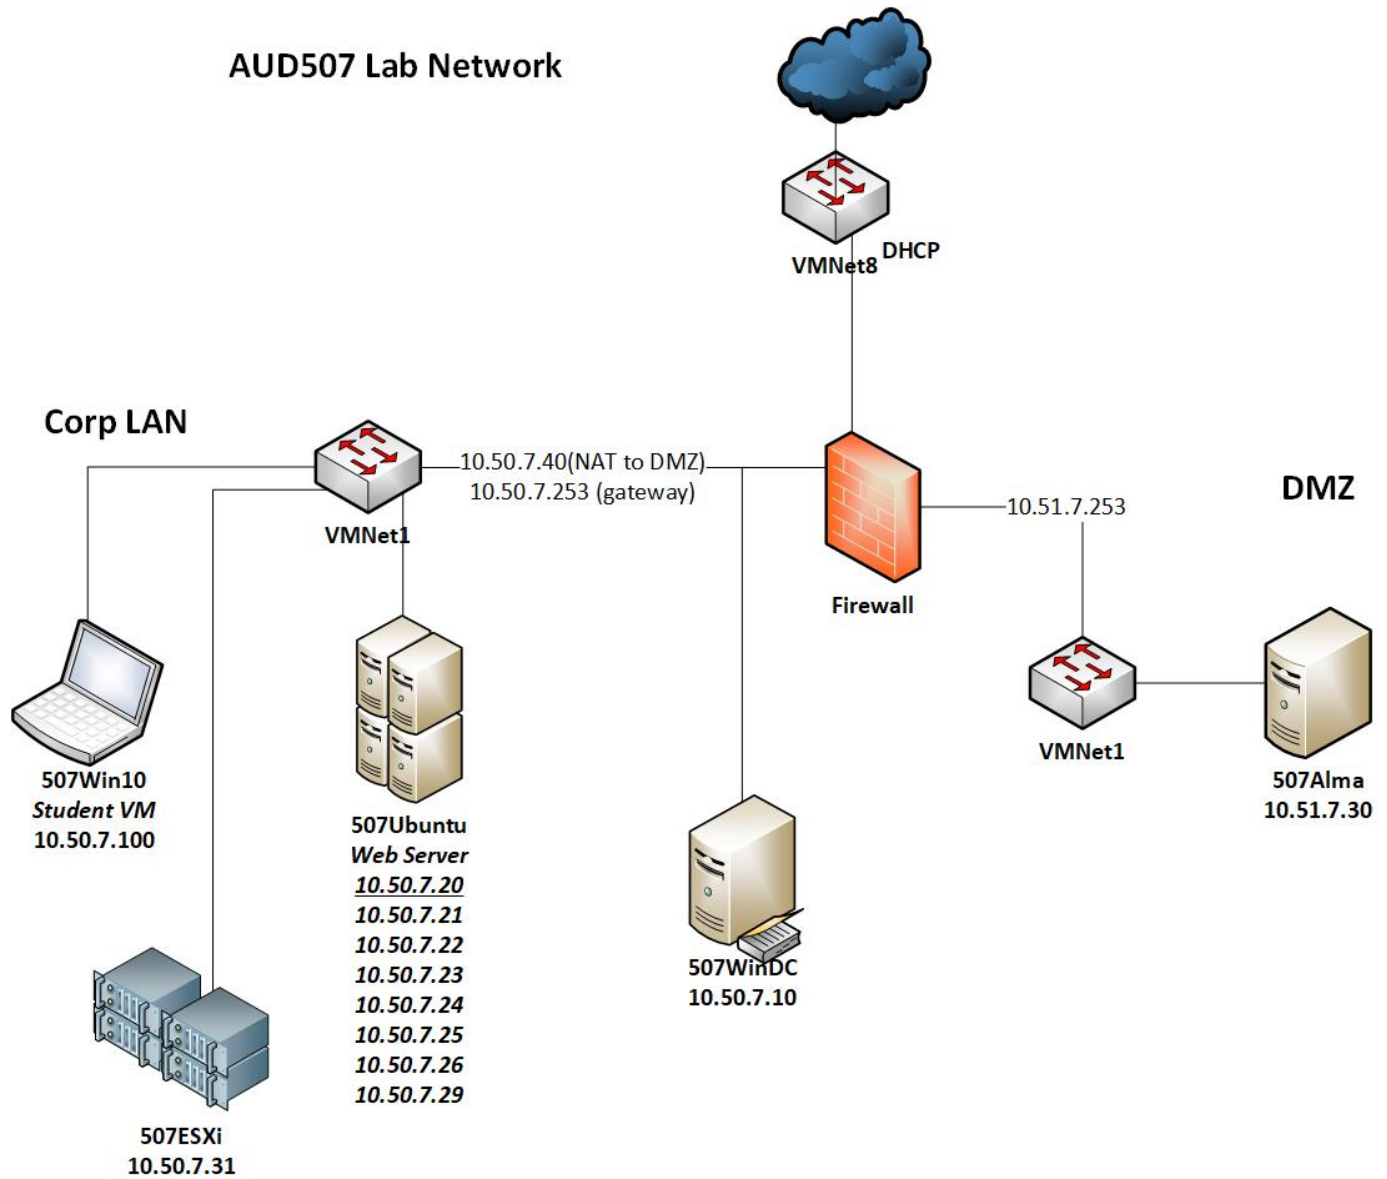 AUD507 Lab Network
DHCP
VMNet8
Corp LAN
10.50.7.40(NAT to DMZ)
10.50.7.253 (gateway)
VMNet1
DMZ
10.51.7.253
Firewall
VMNet1
507Win10
Student VM
10.50.7.100
507Ubuntu
Web Server
10.50.7.20
10.50.7.21
10.50.7.22
10.50.7.23
10.50.7.24
10.50.7.25
10.50.7.26
10.50.7.29
507Alma
10.51.7.30
507WinDC
10.50.7.10
507ESXi
10.50.7.31